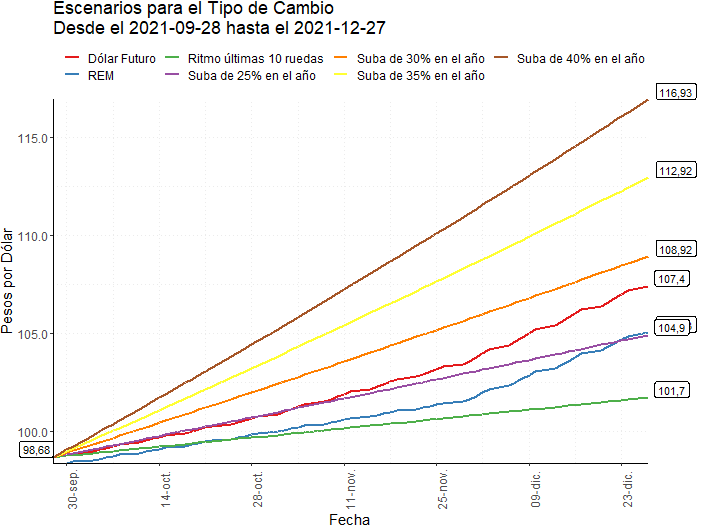 Escenarios para el Tipo de Cambio
Desde el 2021-09-28 hasta el 2021-12-27
Dólar Futuro
Ritmo últimas 10 ruedas
Suba de 30% en el año
Suba de 40% en el año
REM
Suba de 25% en el año
Suba de 35% en el año
Pesos por Dólar
115.0
110.0
105.0
100.0
98,68
116,93
112,92
108,92
107,4
104,9
101,7
30-sep.
14-oct.
28-oct.
11-nov.
25-nov.
09-dic.
23-dic.
Fecha